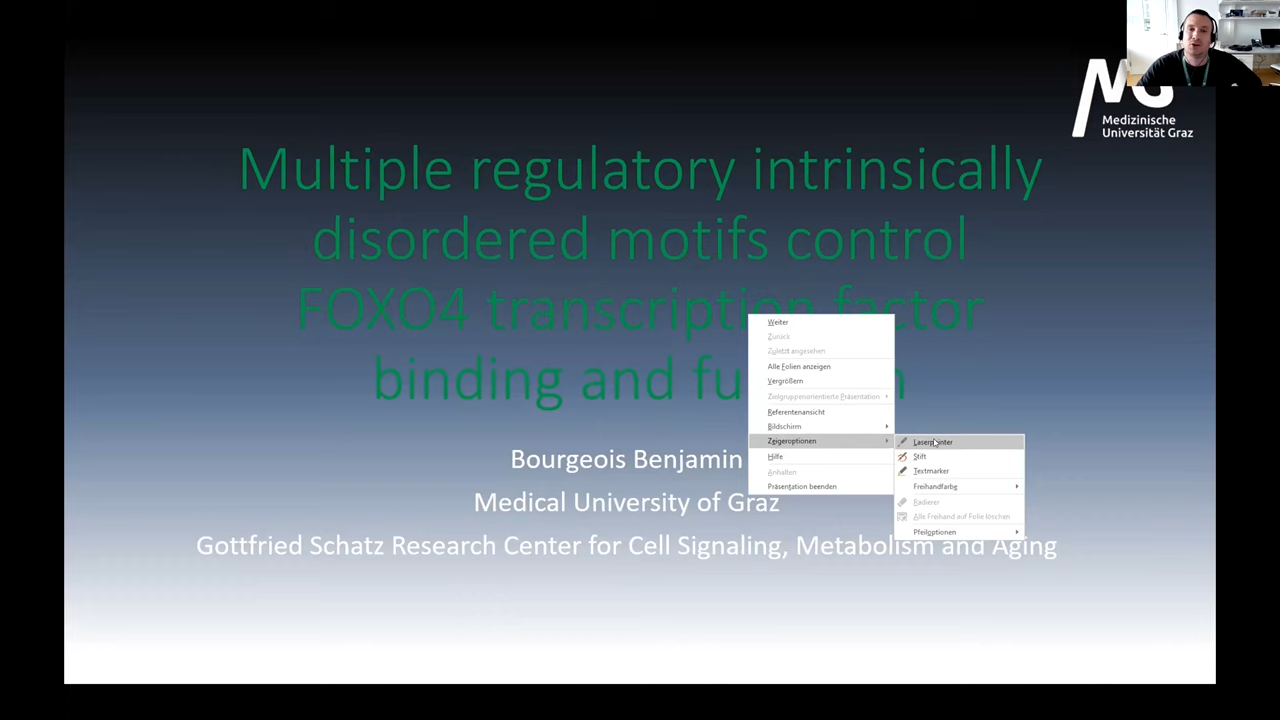 Medizinische
Universität Graz
Multiple regulatory intrinsically
disordered motifs control
FOXO4 transcription factor
binding and fu n
Bourgeois Benjamin
Medical University of Graz
Gottfried Schatz Research Center for Cell Signaling, Metabolism and Aging
Weiter
Zurück
Zuletzt angesehen
Alle Folien anzeigen
Vergrößern
Zielgruppenorientierte Präsentation
Referentenansicht
Bildschirm
Zeigeroptionen
Hilfe
Anhalten
Präsentation beenden
Laserpointer
Stift
Textmarker
Freihandfarbe
Radierer
Alle Freihand auf Folie löschen
Pfeiloptionen